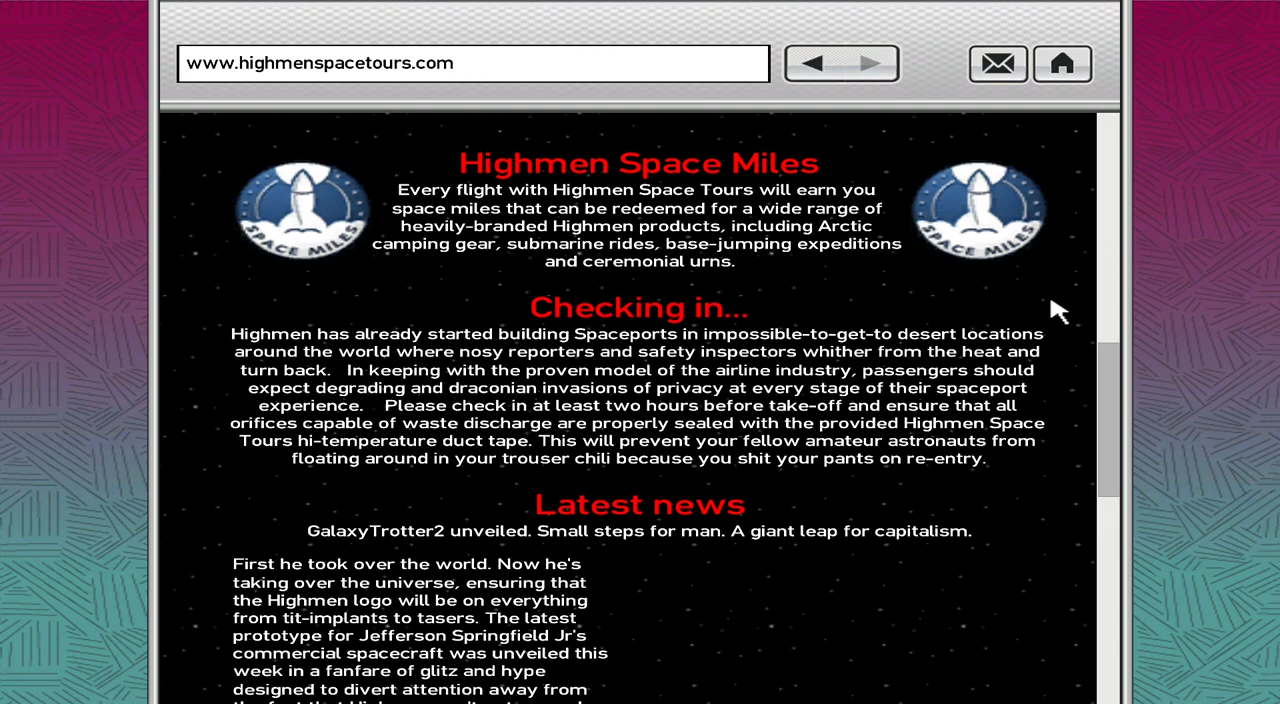 www.highmenspacetours.com
Highmen Space Miles
Every flight with Highmen Space Tours will earn you
space miles that can be redeemed for a wide range of
heavily-branded Highmen products, including Arctic
camping gear, submarine rides, base-jumping expeditions
and ceremonial urns.
SPACE MILES
SPACE MILES
Checking in...
Highmen has already started building Spaceports in impossible-to-get-to desert locations
around the world where nosy reporters and safety inspectors whither from the heat and
turn back. In keeping with the proven model of the airline industry, passengers should
expect degrading and draconian invasions of privacy at every stage of their spaceport
experience. Please check in at least two hours before take-off and ensure that all
orifices capable of waste discharge are properly sealed with the provided Highmen Space
Tours hi-temperature duct tape. This will prevent your fellow amateur astronauts from
floating around in your trouser chili because you shit your pants on re-entry.
Latest news
GalaxyTrotter2 unveiled. Small steps for man. A giant leap for capitalism.
First he took over the world. Now he's
taking over the universe, ensuring that
the Highmen logo will be on everything
from tit-implants to tasers. The latest
prototype for Jefferson Springfield Jr's
commercial spacecraft was unveiled this
week in a fanfare of glitz and hype
designed to divert attention away from